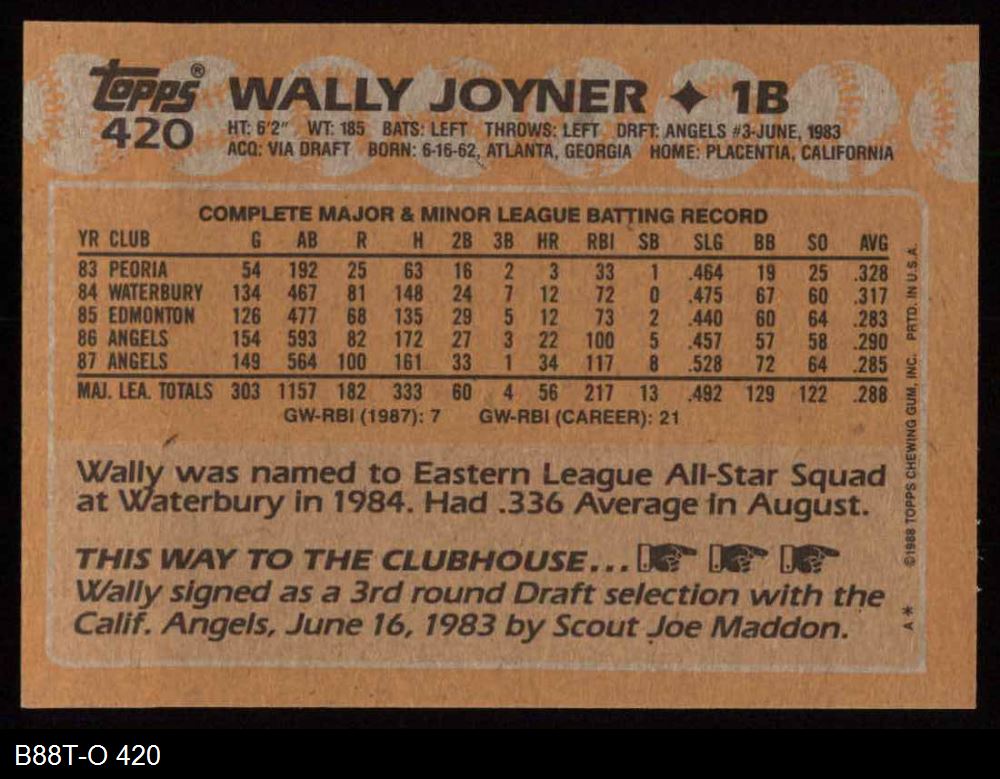 topps® WALLY JOYNER ✦ 1B
420 HT: 6'2" WT: 185 BATS: LEFT THROWS: LEFT DRFT: ANGELS #3-JUNE, 1983
ACQ: VIA DRAFT BORN: 6-16-62, ATLANTA, GEORGIA HOME: PLACENTIA, CALIFORNIA
COMPLETE MAJOR & MINOR LEAGUE BATTING RECORD
YR CLUB G AB R H 2B 3B HR RBI SB SLG BB SO AVG
83 PEORIA 54 192 25 63 16 2 3 33 1 .464 19 25 .328
84 WATERBURY 134 467 81 148 24 7 12 72 0 .475 67 60 .317
85 EDMONTON 126 477 68 135 29 5 12 73 2 .440 60 64 .283
86 ANGELS 154 593 82 172 27 3 22 100 5 .457 57 58 .290
87 ANGELS 149 564 100 161 33 1 34 117 8 .528 72 64 .285
MAJ. LEA. TOTALS 303 1157 182 333 60 4 56 217 13 .492 129 122 .288
GW-RBI (1987): 7 GW-RBI (CAREER): 21
Wally was named to Eastern League All-Star Squad
at Waterbury in 1984. Had .336 Average in August.
THIS WAY TO THE CLUBHOUSE...
Wally signed as a 3rd round Draft selection with the
Calif. Angels, June 16, 1983 by Scout Joe Maddon.
A* ©1988 TOPPS CHEWING GUM, INC. PRTD. IN U.S.A.
B88T-O 420